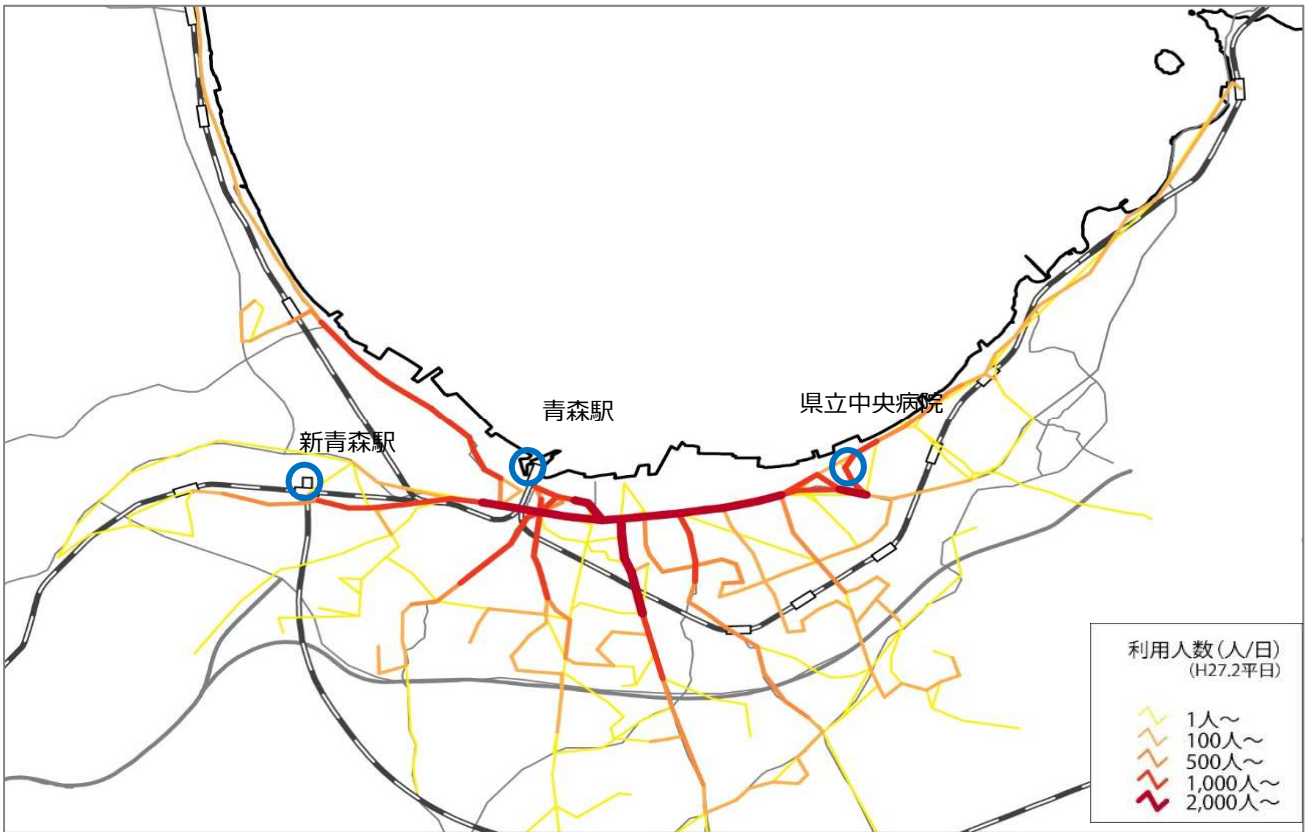 青森駅
県立中央病院
新青森駅
利用人数(人/日)
(H27.2平日)
1人～
100人～
500人～
1,000人～
2,000人～